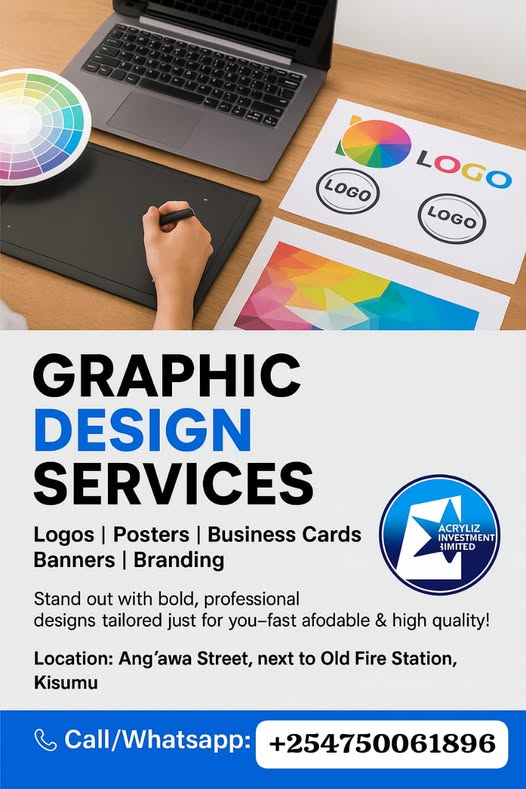 LOGO
LOGO
LOGO
GRAPHIC
DESIGN
SERVICES
Logos | Posters | Business Cards
Banners | Branding
ACRYLIZ
INVESTMENT
LIMITED
Stand out with bold, professional
designs tailored just for you–fast afodable & high quality!
Location: Ang'awa Street, next to Old Fire Station,
Kisumu
Call/Whatsapp: +254750061896